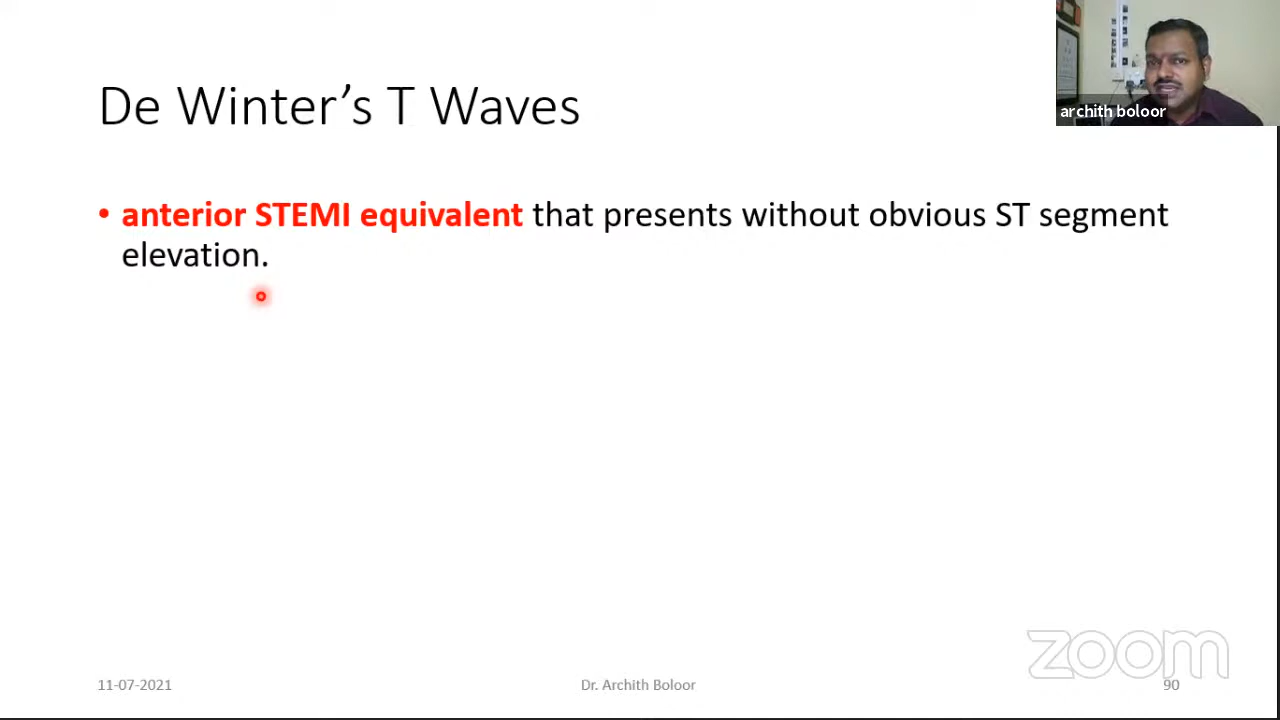 De Winter's T Waves
archith boloor
• anterior STEMI equivalent that presents without obvious ST segment
elevation.
zoom
11-07-2021
Dr. Archith Boloor
90